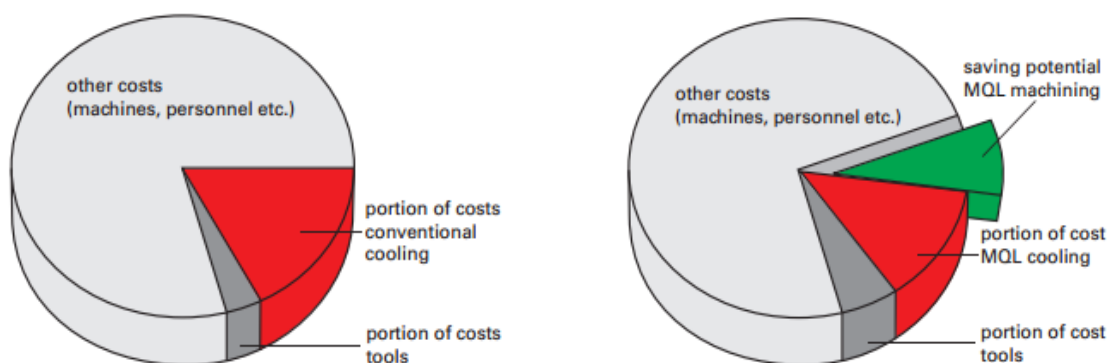 other costs
(machines, personnel etc.)
portion of costs
conventional
cooling
portion of costs
tools
other costs
(machines, personnel etc.)
saving potential
MQL machining
portion of cost
MQL cooling
portion of cost
tools